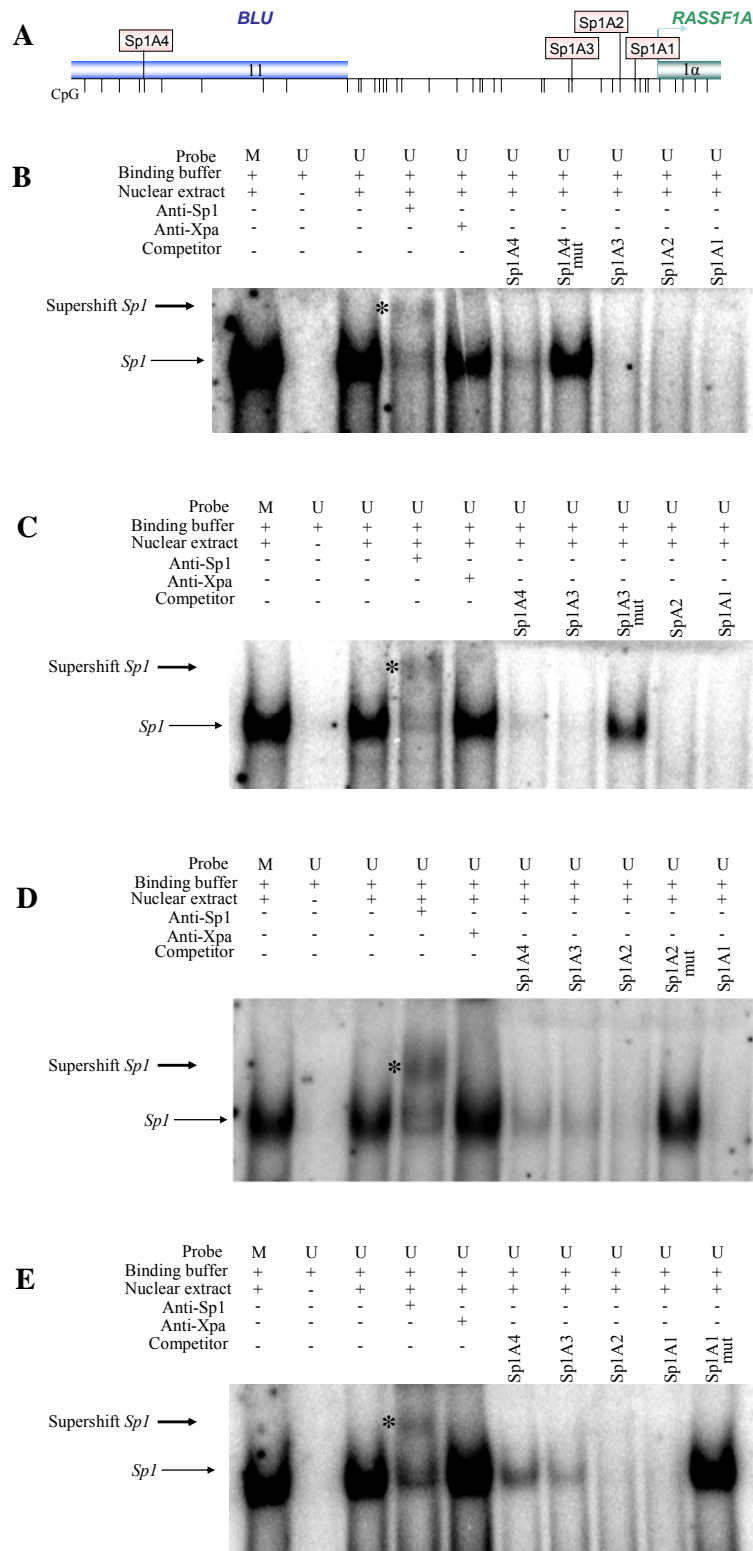 A
BLU
RASSF1A
Sp1A4
Sp1A2
Sp1A3
Sp1A1
11
1α
CpG
B
Probe M U U U U U U U U U
Binding buffer + + + + + + + + + +
Nuclear extract + - + + + + + + + +
Anti-Sp1 - - - + - - - - - -
Anti-Xpa - - - - + - - - - -
Competitor - - - - - Sp1A4 Sp1A4 mut Sp1A3 Sp1A2 Sp1A1
Supershift Sp1
*
Sp1
C
Probe M U U U U U U U U U
Binding buffer + + + + + + + + + +
Nuclear extract + - + + + + + + + +
Anti-Sp1 - - - + - - - - - -
Anti-Xpa - - - - + - - - - -
Competitor - - - - - Sp1A4 Sp1A3 Sp1A3 mut SpA2 Sp1A1
Supershift Sp1
*
Sp1
D
Probe M U U U U U U U U U
Binding buffer + + + + + + + + + +
Nuclear extract + - + + + + + + + +
Anti-Sp1 - - - + - - - - - -
Anti-Xpa - - - - + - - - - -
Competitor - - - - - Sp1A4 Sp1A3 Sp1A2 Sp1A2 mut Sp1A1
Supershift Sp1
*
Sp1
E
Probe M U U U U U U U U U
Binding buffer + + + + + + + + + +
Nuclear extract + - + + + + + + + +
Anti-Sp1 - - - + - - - - - -
Anti-Xpa - - - - + - - - - -
Competitor - - - - - Sp1A4 Sp1A3 Sp1A2 Sp1A1 Sp1A1 mut
Supershift Sp1
*
Sp1